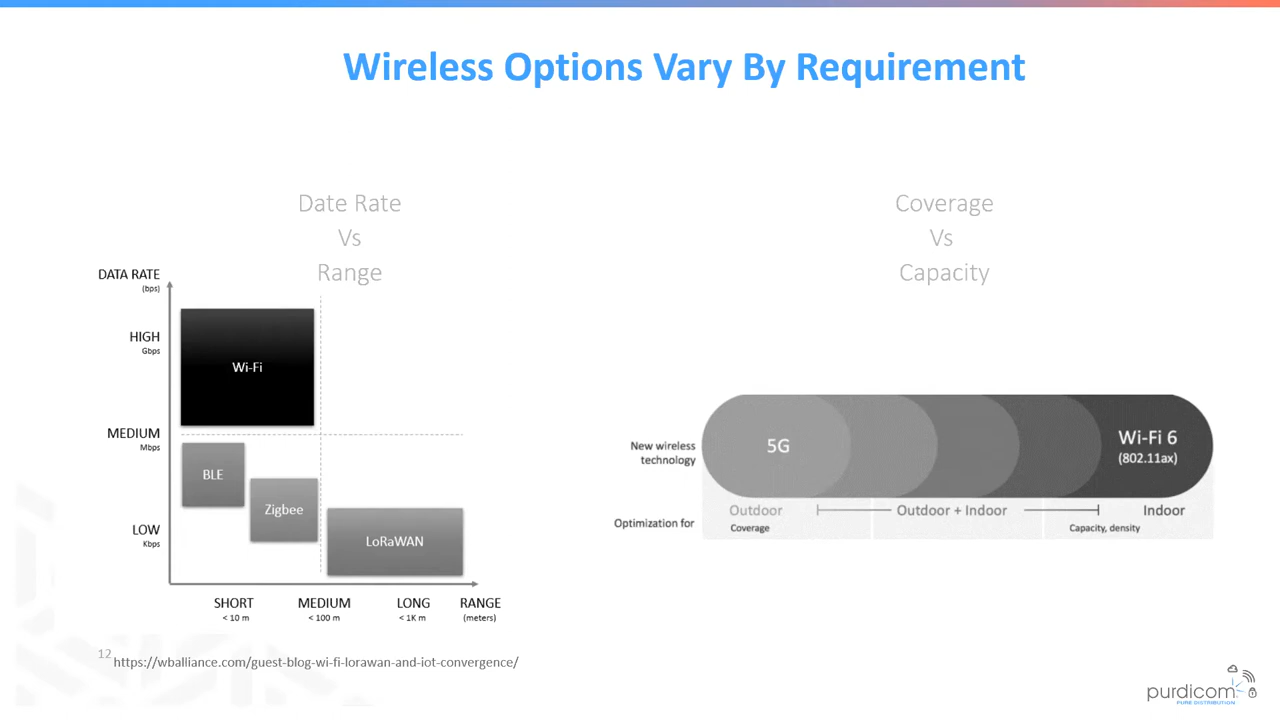 Wireless Options Vary By Requirement
Date Rate
Vs
Range
DATA RATE
(bps)
HIGH
Gbps
MEDIUM
Mbps
LOW
Kbps
Wi-Fi
BLE
Zigbee
LoRaWAN
SHORT
< 10 m
MEDIUM
< 100 m
LONG
< 1K m
RANGE
(meters)
Coverage
Vs
Capacity
New wireless
technology
5G
Wi-Fi 6
(802.11ax)
Optimization for
Outdoor
Coverage
Outdoor + Indoor
Capacity, density
Indoor
12
https://wballiance.com/guest-blog-wi-fi-lorawan-and-iot-convergence/
purdicom
PURE DISTRIBUTION